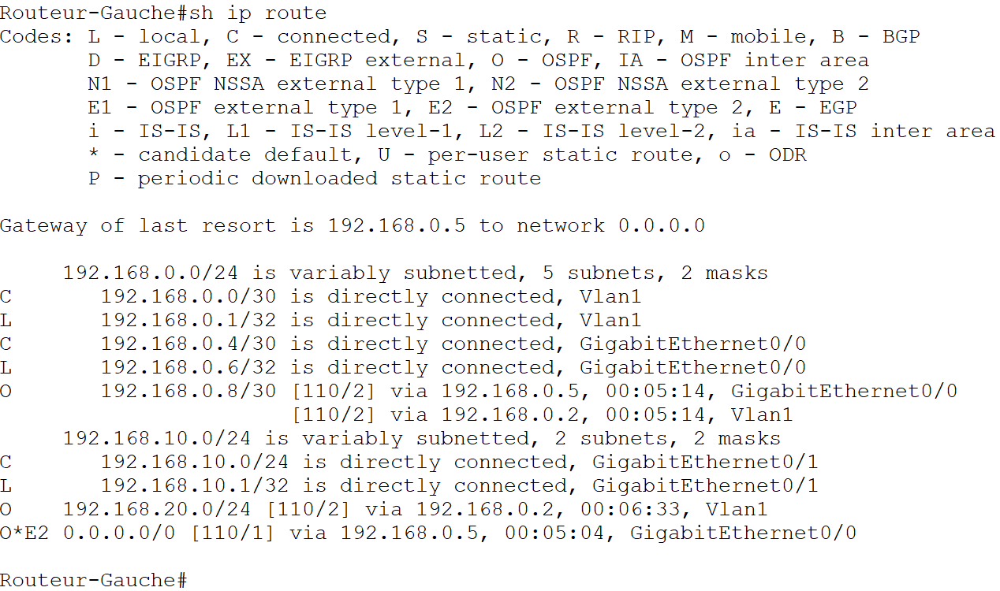 Routeur-Gauche#sh ip route
Codes: L - local, C - connected, S - static, R - RIP, M - mobile, B - BGP
       D - EIGRP, EX - EIGRP external, O - OSPF, IA - OSPF inter area
       N1 - OSPF NSSA external type 1, N2 - OSPF NSSA external type 2
       E1 - OSPF external type 1, E2 - OSPF external type 2, E - EGP
       i - IS-IS, L1 - IS-IS level-1, L2 - IS-IS level-2, ia - IS-IS inter area
       * - candidate default, U - per-user static route, o - ODR
       P - periodic downloaded static route

Gateway of last resort is 192.168.0.5 to network 0.0.0.0

     192.168.0.0/24 is variably subnetted, 5 subnets, 2 masks
C       192.168.0.0/30 is directly connected, Vlan1
L       192.168.0.1/32 is directly connected, Vlan1
C       192.168.0.4/30 is directly connected, GigabitEthernet0/0
L       192.168.0.6/32 is directly connected, GigabitEthernet0/0
O       192.168.0.8/30 [110/2] via 192.168.0.5, 00:05:14, GigabitEthernet0/0
                       [110/2] via 192.168.0.2, 00:05:14, Vlan1
     192.168.10.0/24 is variably subnetted, 2 subnets, 2 masks
C       192.168.10.0/24 is directly connected, GigabitEthernet0/1
L       192.168.10.1/32 is directly connected, GigabitEthernet0/1
O    192.168.20.0/24 [110/2] via 192.168.0.2, 00:06:33, Vlan1
O*E2 0.0.0.0/0 [110/1] via 192.168.0.5, 00:05:04, GigabitEthernet0/0

Routeur-Gauche#